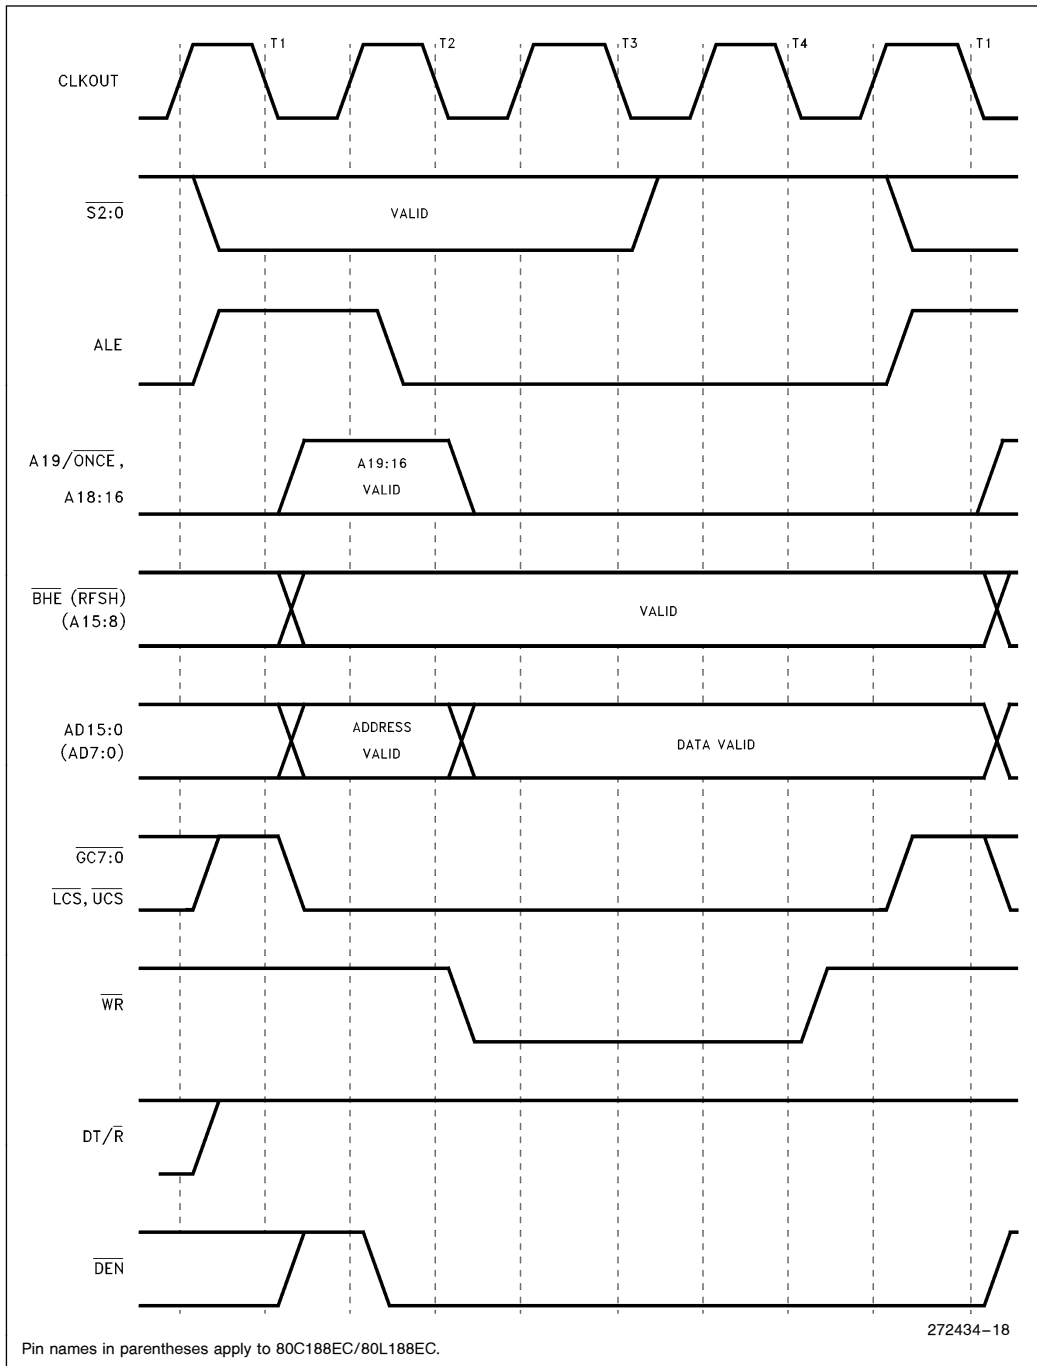 T1 T2 T3 T4 T1
CLKOUT
S2:0
VALID
ALE
A19/ONCE,
A18:16
A19:16
VALID
BHE (RFSH)
(A15:8)
VALID
AD15:0
(AD7:0)
ADDRESS
VALID
DATA VALID
GC7:0
LCS, UCS
WR
DT/R
DEN
272434–18
Pin names in parentheses apply to 80C188EC/80L188EC.